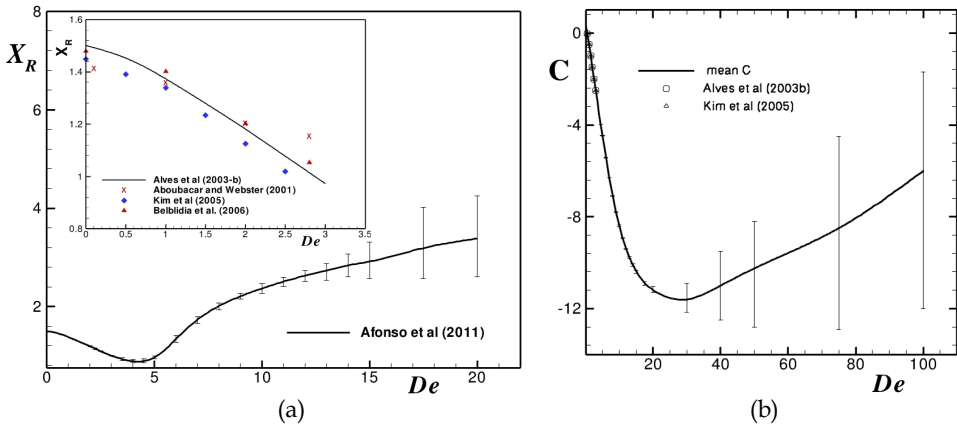 8
6
4
2
X_R
0
5
10
15
20
De
Afonso et al (2011)
1.6
1.4
1.2
1
0.8
X_R
0
0.5
1
1.5
2
2.5
3
3.5
De
Alves et al (2003-b)
Aboubacar and Webster (2001)
Kim et al (2005)
Belblidia et al. (2006)
(a)
0
-4
-8
-12
C
20
40
60
80
100
De
mean C
Alves et al (2003b)
Kim et al (2005)
(b)